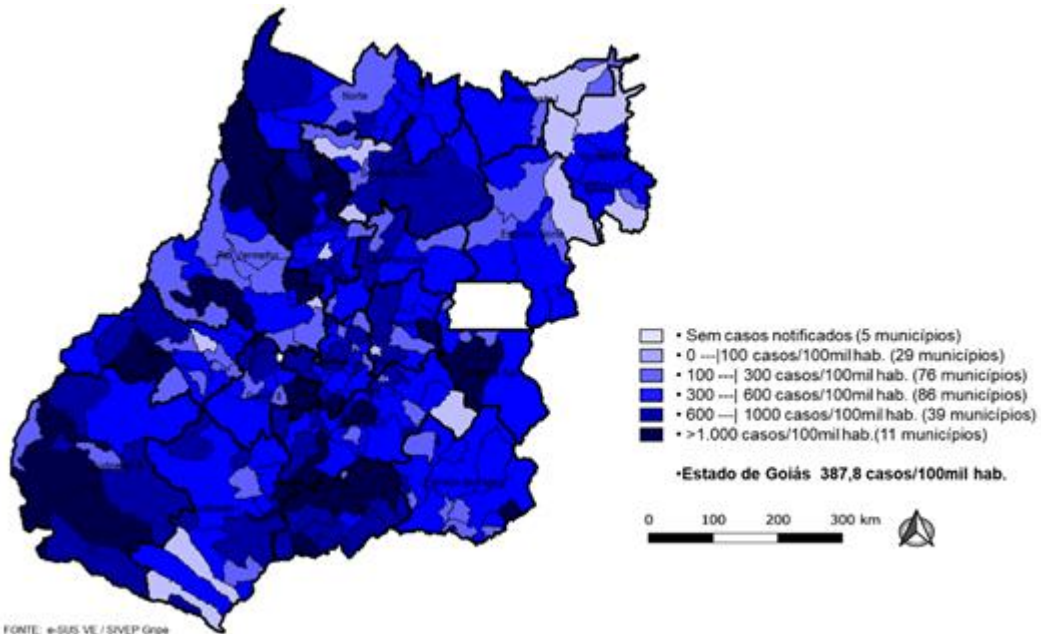 Norte
• Sem casos notificados (5 municípios)
• 0 ---|100 casos/100mil hab. (29 municípios)
• 100 ---| 300 casos/100mil hab. (76 municípios)
• 300 ---| 600 casos/100mil hab. (86 municípios)
• 600 ---| 1000 casos/100mil hab. (39 municípios)
• >1.000 casos/100mil hab.(11 municípios)
•Estado de Goiás 387,8 casos/100mil hab.
0 100 200 300 km
FONTE: e-SUS VE / SIVEP Gripe